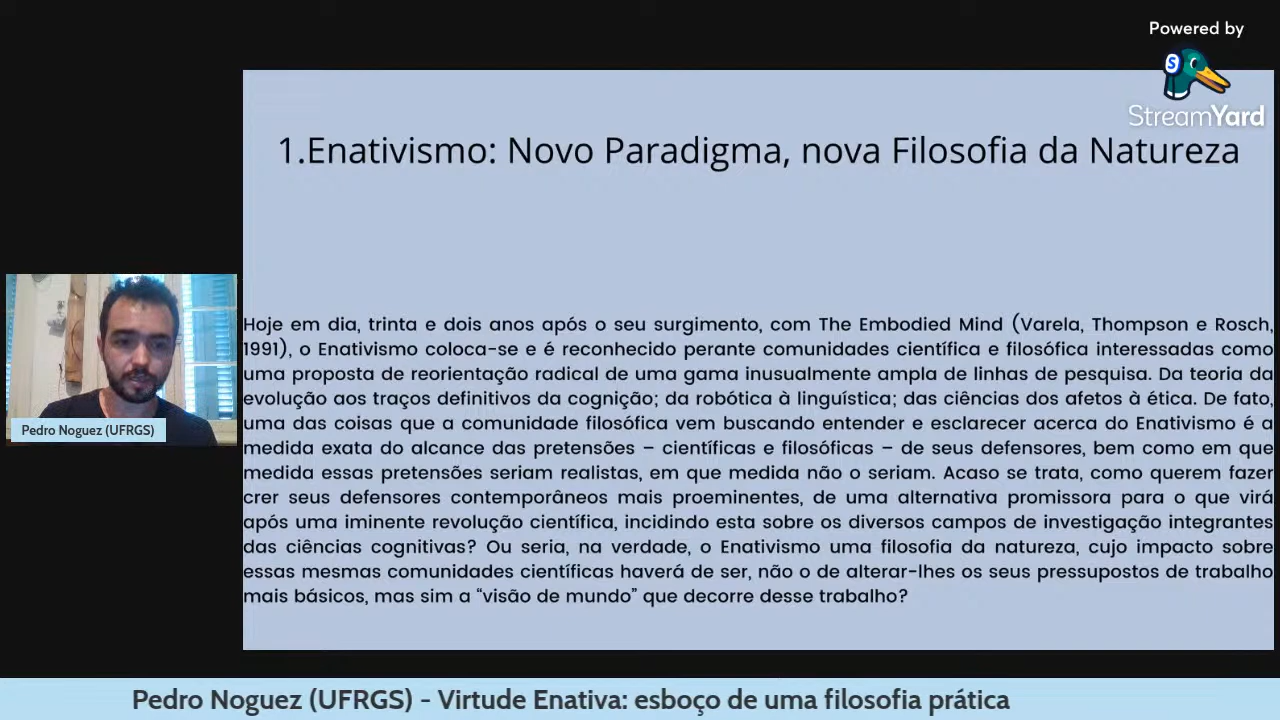 Powered by
S
StreamYard
1.Enativismo: Novo Paradigma, nova Filosofia da Natureza
Hoje em dia, trinta e dois anos após o seu surgimento, com The Embodied Mind (Varela, Thompson e Rosch,
1991), o Enativismo coloca-se e é reconhecido perante comunidades científica e filosófica interessadas como
uma proposta de reorientação radical de uma gama inusualmente ampla de linhas de pesquisa. Da teoria da
evolução aos traços definitivos da cognição; da robótica à linguística; das ciências dos afetos à ética. De fato,
uma das coisas que a comunidade filosófica vem buscando entender e esclarecer acerca do Enativismo é a
medida exata do alcance das pretensões – científicas e filosóficas – de seus defensores, bem como em que
medida essas pretensões seriam realistas, em que medida não o seriam. Acaso se trata, como querem fazer
crer seus defensores contemporâneos mais proeminentes, de uma alternativa promissora para o que virá
após uma iminente revolução científica, incidindo esta sobre os diversos campos de investigação integrantes
das ciências cognitivas? Ou seria, na verdade, o Enativismo uma filosofia da natureza, cujo impacto sobre
essas mesmas comunidades científicas haverá de ser, não o de alterar-lhes os seus pressupostos de trabalho
mais básicos, mas sim a “visão de mundo” que decorre desse trabalho?
Pedro Noguez (UFRGS)
Pedro Noguez (UFRGS) - Virtude Enativa: esboço de uma filosofia prática